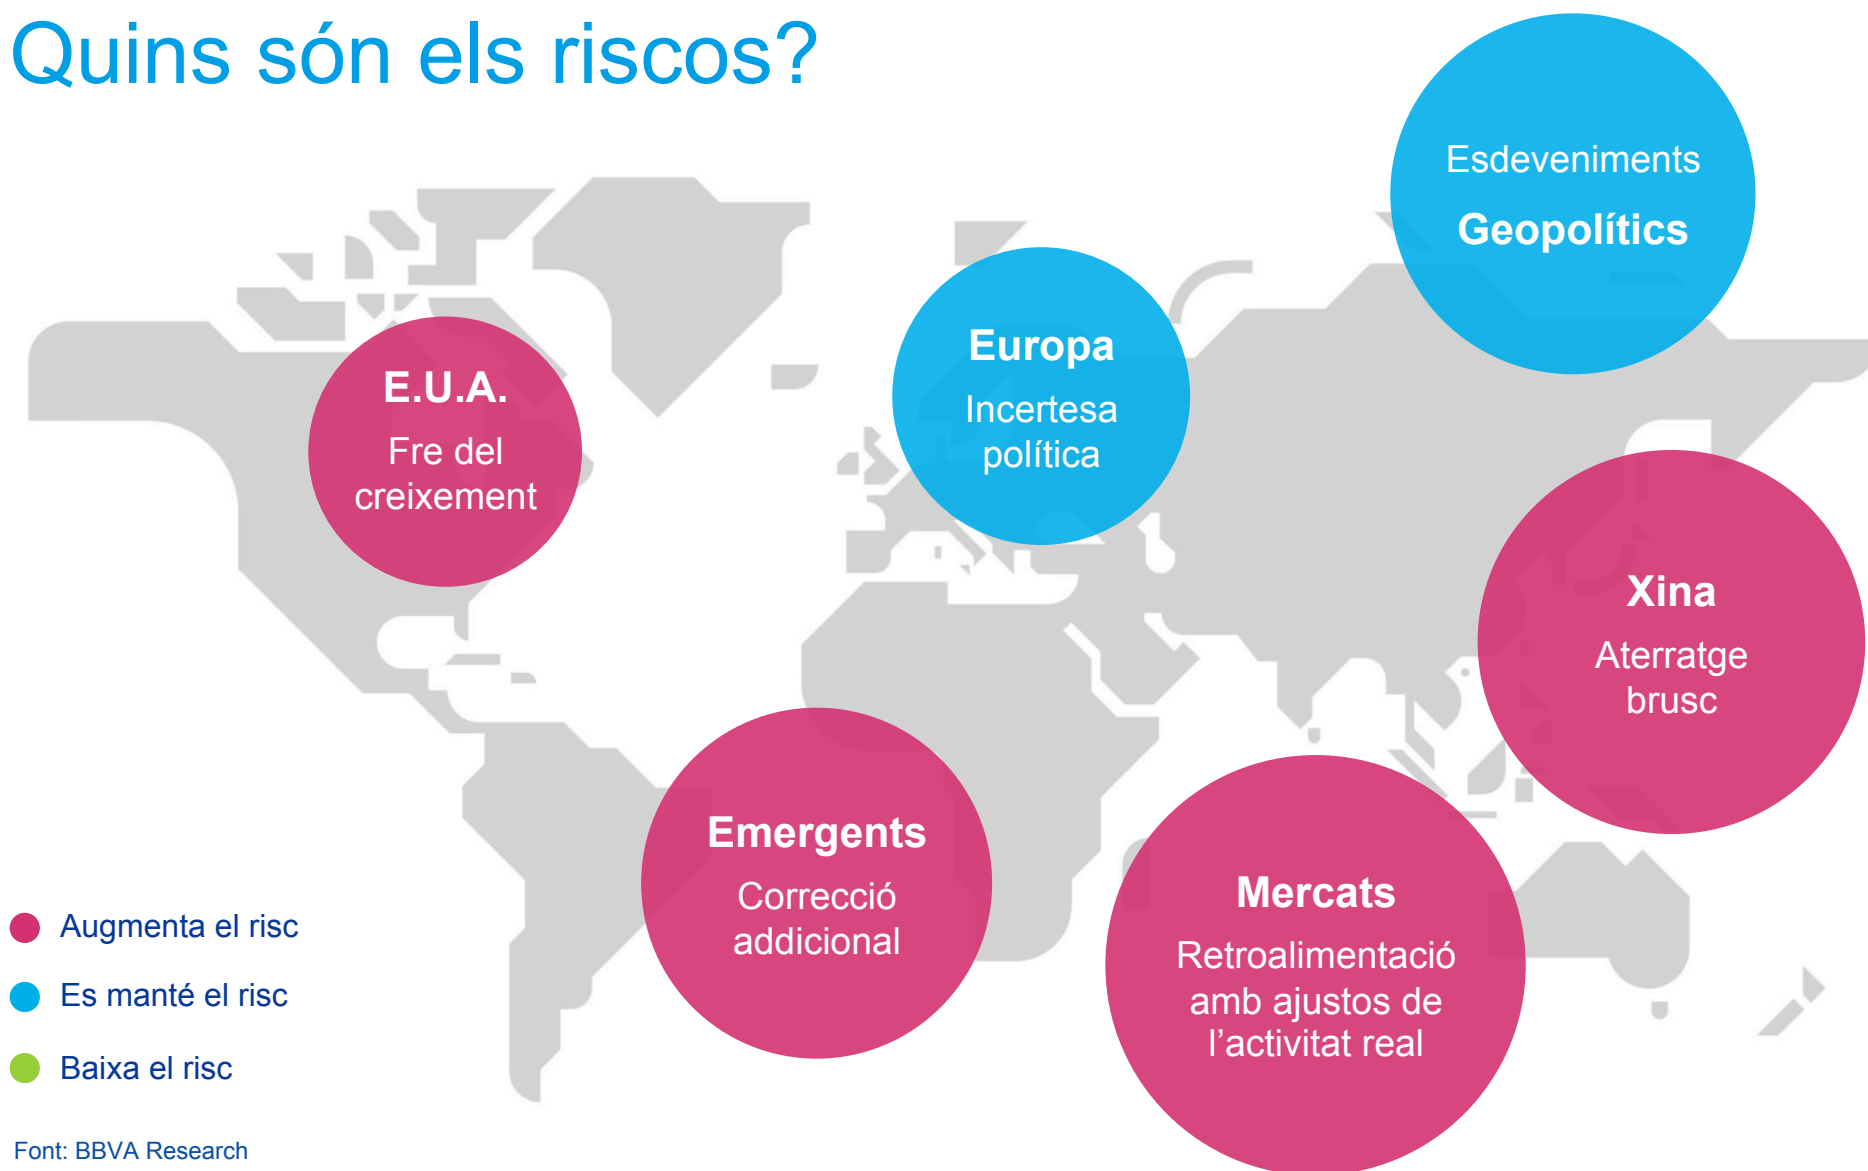 Quins són els riscos?
Esdeveniments
Geopolítics
Europa
Incertesa
política
E.U.A.
Fre del
creixement
Xina
Aterratge
brusc
Emergents
Correcció
addicional
Mercats
Retroalimentació
amb ajustos de
l’activitat real
Augmenta el risc
Es manté el risc
Baixa el risc
Font: BBVA Research